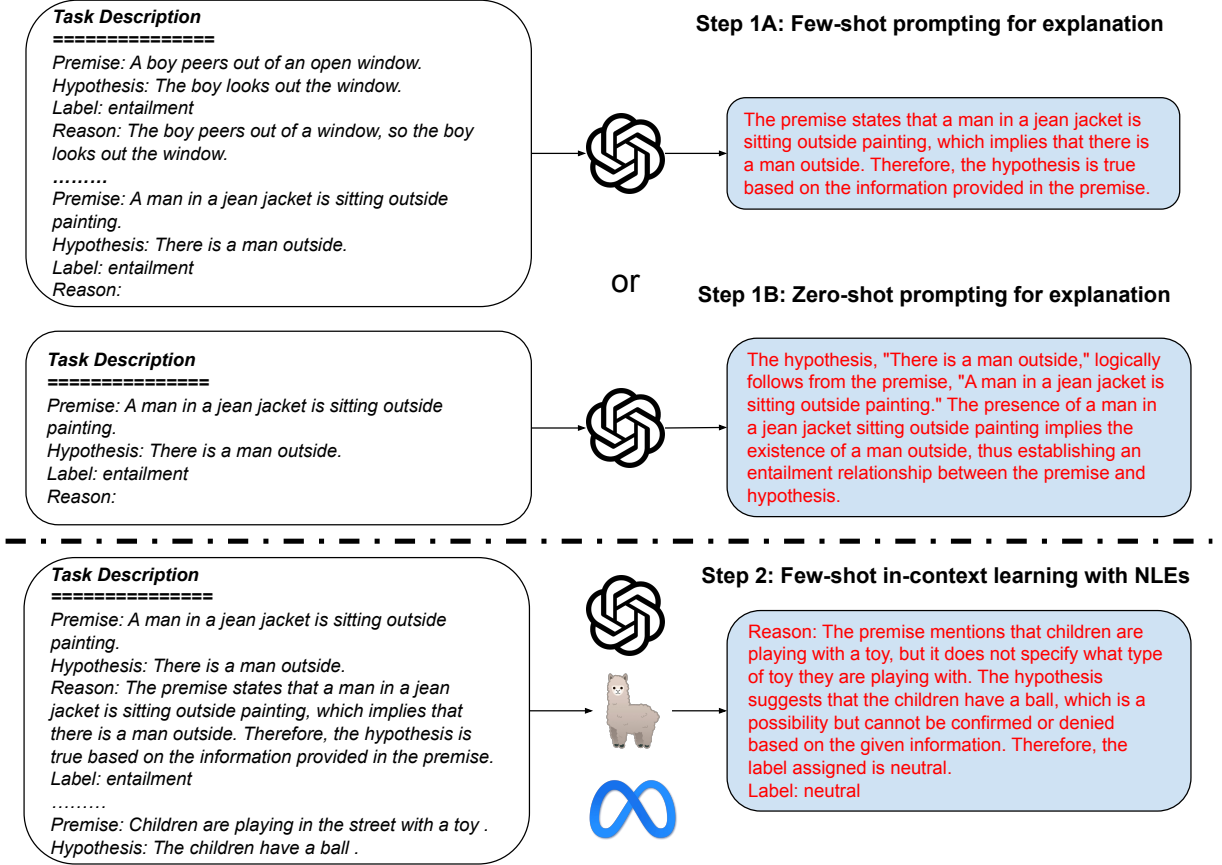 Task Description
===============
Premise: A boy peers out of an open window.
Hypothesis: The boy looks out the window.
Label: entailment
Reason: The boy peers out of a window, so the boy
looks out the window.
.........
Premise: A man in a jean jacket is sitting outside
painting.
Hypothesis: There is a man outside.
Label: entailment
Reason:
Step 1A: Few-shot prompting for explanation
The premise states that a man in a jean jacket is
sitting outside painting, which implies that there is
a man outside. Therefore, the hypothesis is true
based on the information provided in the premise.
or
Step 1B: Zero-shot prompting for explanation
Task Description
===============
Premise: A man in a jean jacket is sitting outside
painting.
Hypothesis: There is a man outside.
Label: entailment
Reason:
The hypothesis, "There is a man outside," logically
follows from the premise, "A man in a jean jacket is
sitting outside painting." The presence of a man in
a jean jacket sitting outside painting implies the
existence of a man outside, thus establishing an
entailment relationship between the premise and
hypothesis.
Step 2: Few-shot in-context learning with NLEs
Task Description
===============
Premise: A man in a jean jacket is sitting outside
painting.
Hypothesis: There is a man outside.
Reason: The premise states that a man in a jean
jacket is sitting outside painting, which implies that
there is a man outside. Therefore, the hypothesis is
true based on the information provided in the premise.
Label: entailment
.........
Premise: Children are playing in the street with a toy .
Hypothesis: The children have a ball .
Reason: The premise mentions that children are
playing with a toy, but it does not specify what type
of toy they are playing with. The hypothesis
suggests that the children have a ball, which is a
possibility but cannot be confirmed or denied
based on the given information. Therefore, the
label assigned is neutral.
Label: neutral